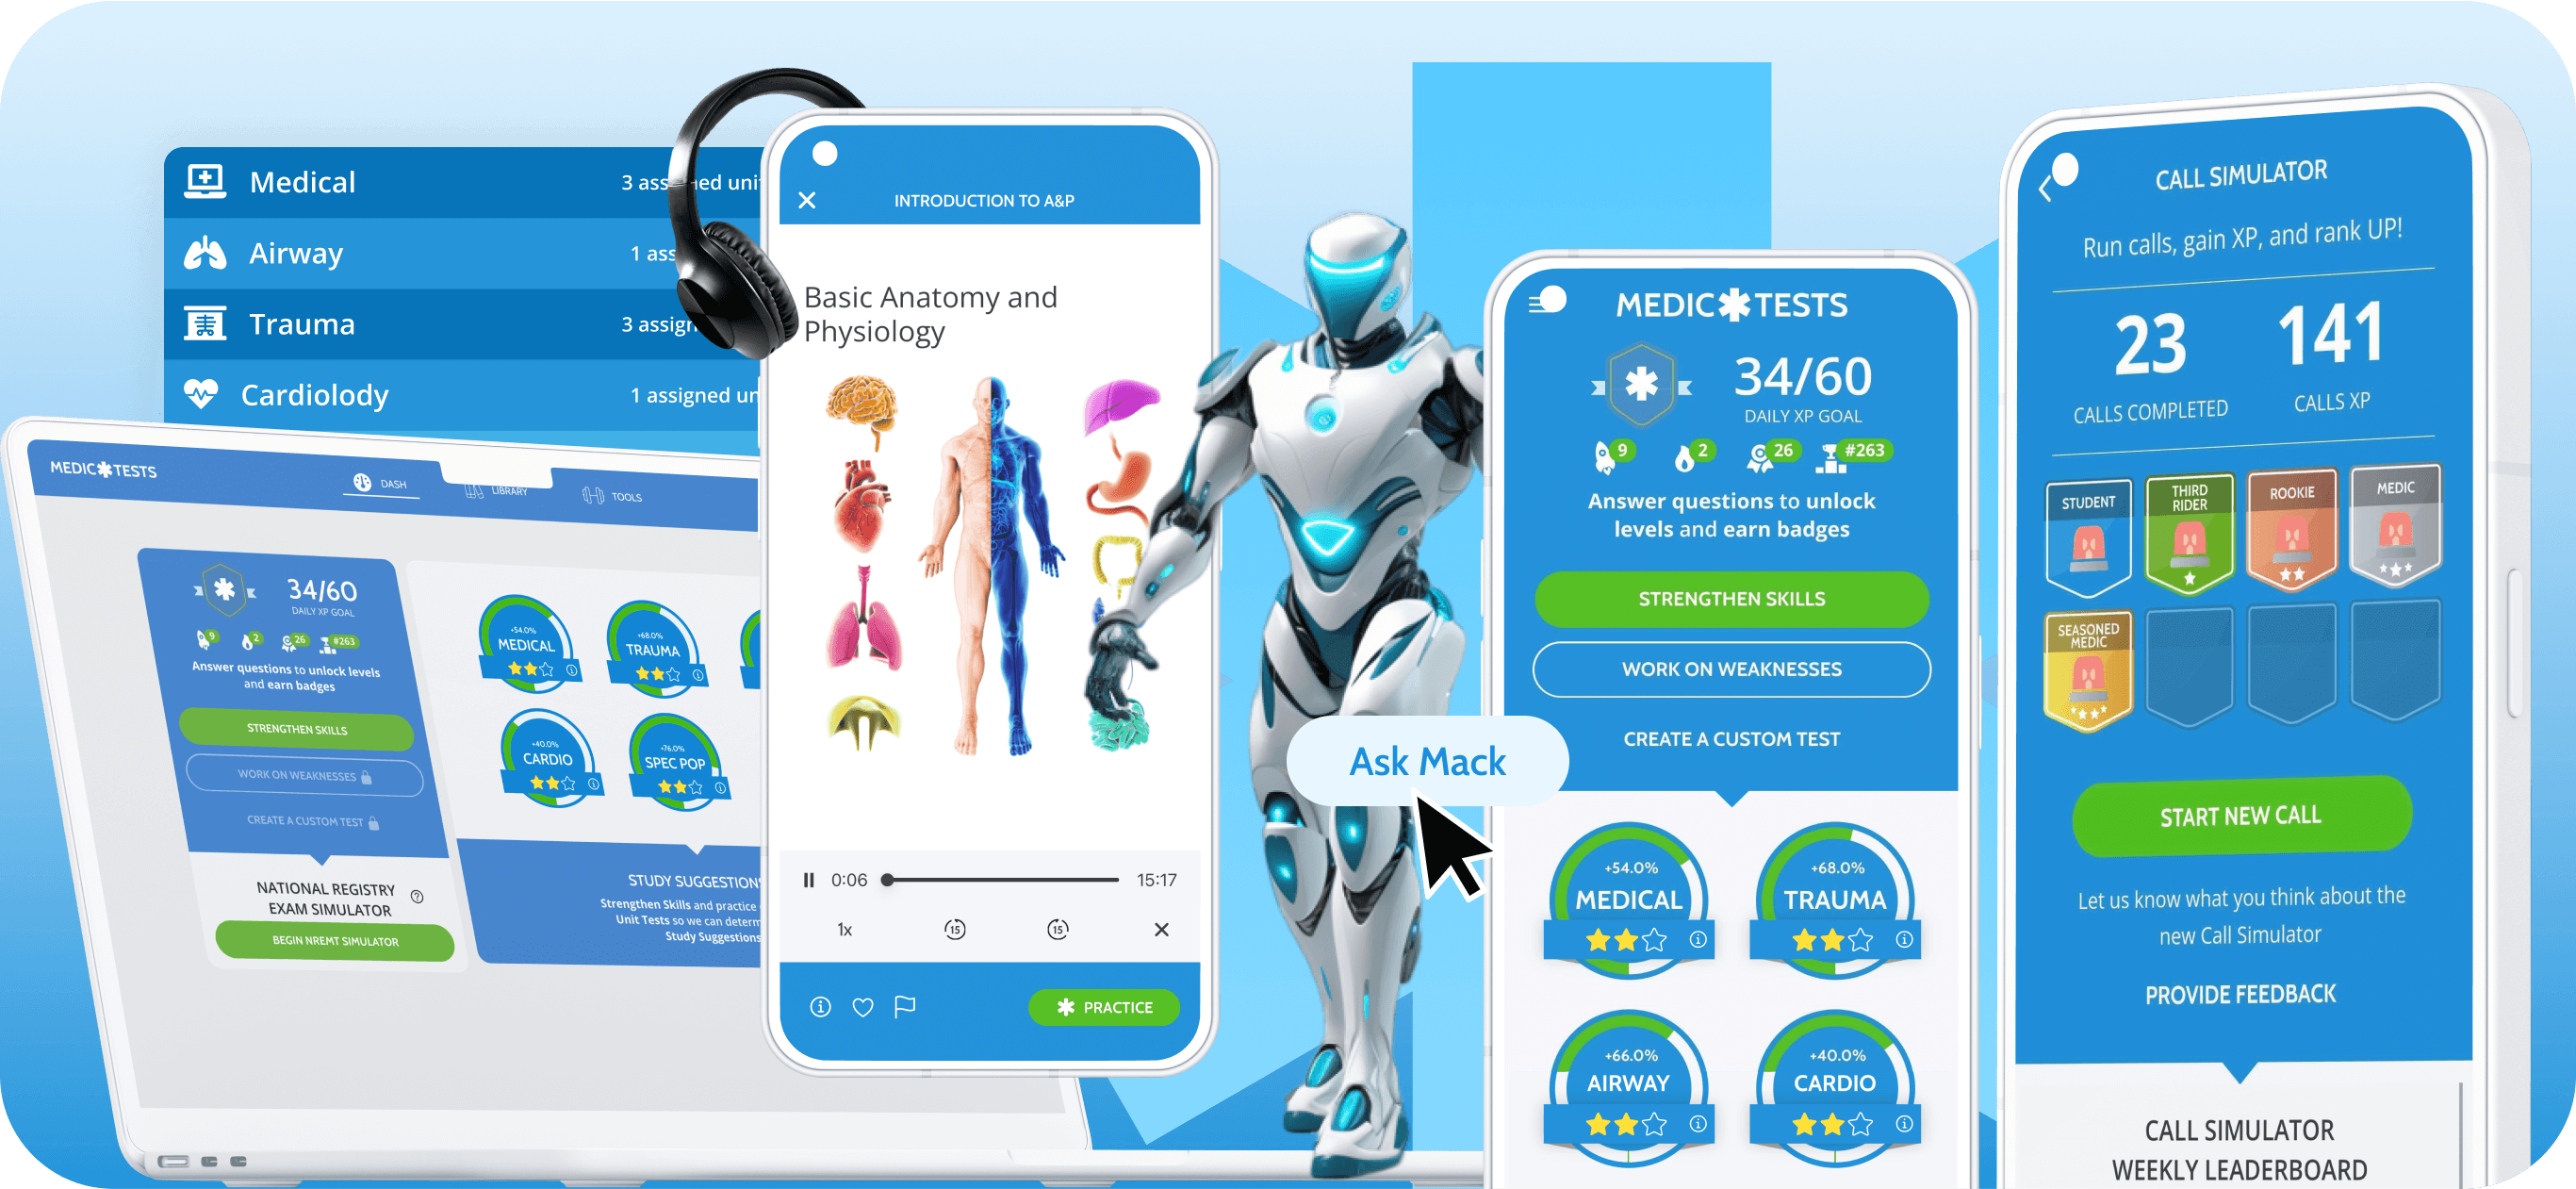 Medical
3 assigned uni
Airway
1 ass
Trauma
3 assign
Cardiolody
1 assigned un
MEDIC TESTS
DASH
LIBRARY
TOOLS
34/60
DAILY XP GOAL
9
2
26
#263
Answer questions to unlock levels
and earn badges
STRENGTHEN SKILLS
WORK ON WEAKNESSES
CREATE A CUSTOM TEST
NATIONAL REGISTRY
EXAM SIMULATOR
BEGIN NREMT SIMULATOR
+54.0%
MEDICAL
+68.0%
TRAUMA
+40.0%
CARDIO
+76.0%
SPEC POP
STUDY SUGGESTION
Strengthen Skills and practice
Unit Tests so we can determ
Study Suggestions
INTRODUCTION TO A&P
Basic Anatomy and
Physiology
0:06
15:17
1x
15
15
PRACTICE
Ask Mack
MEDIC TESTS
34/60
DAILY XP GOAL
9
2
26
#263
Answer questions to unlock
levels and earn badges
STRENGTHEN SKILLS
WORK ON WEAKNESSES
CREATE A CUSTOM TEST
+54.0%
MEDICAL
+68.0%
TRAUMA
+66.0%
AIRWAY
+40.0%
CARDIO
CALL SIMULATOR
Run calls, gain XP, and rank UP!
23
CALLS COMPLETED
141
CALLS XP
STUDENT
THIRD
RIDER
ROOKIE
MEDIC
SEASONED
MEDIC
START NEW CALL
Let us know what you think about the
new Call Simulator
PROVIDE FEEDBACK
CALL SIMULATOR
WEEKLY LEADERBOARD